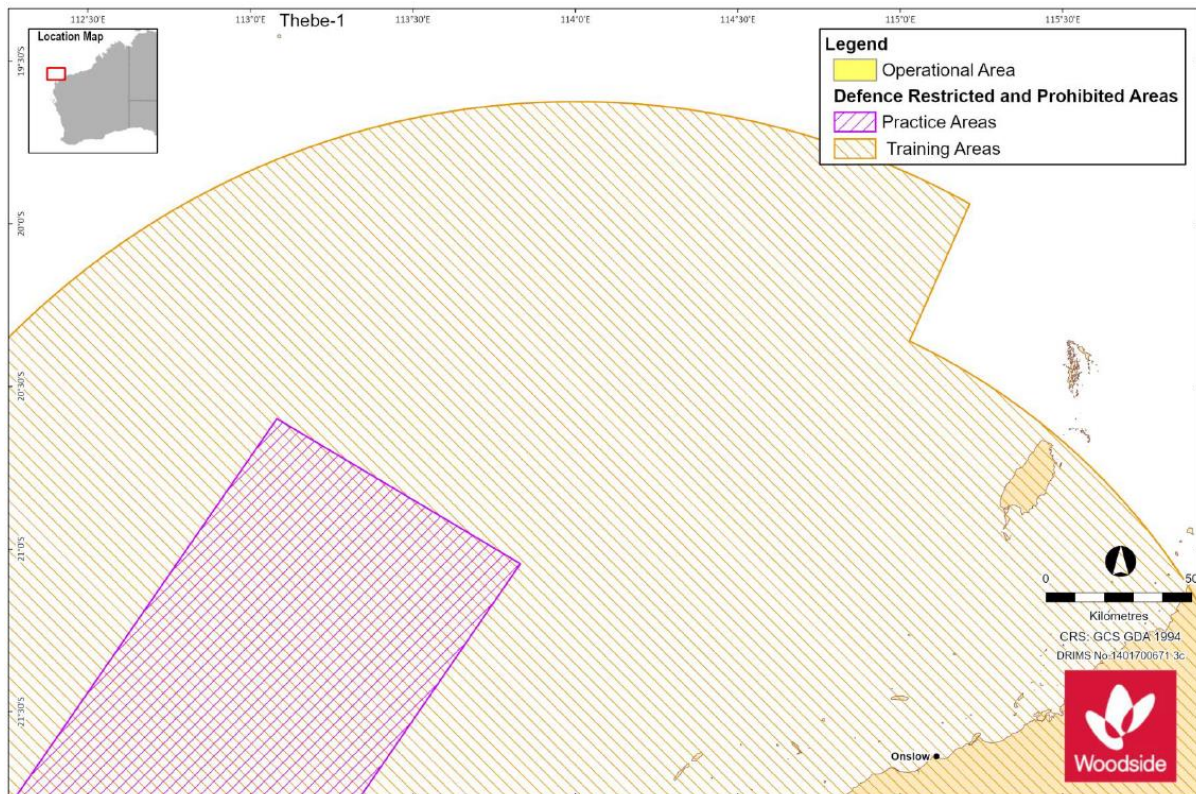 112°30'E 113°0'E 113°30'E 114°0'E 114°30'E 115°0'E 115°30'E
Thebe-1
Location Map
Legend
Operational Area
Defence Restricted and Prohibited Areas
Practice Areas
Training Areas
19°30'S
20°0'S
20°30'S
21°0'S
21°30'S
0 50
Kilometres
CRS: GCS GDA 1994
DRIMS No:1401700671·3c
Onslow
Woodside